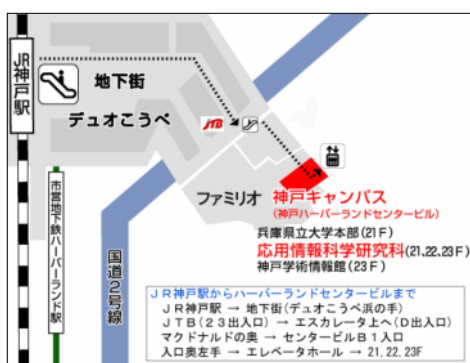 JR神戸駅
地下街
デュオこうべ
JTB
市営地下鉄ハーバーランド駅
国道2号線
ファミリオ
神戸キャンパス
(神戸ハーバーランドセンタービル)
兵庫県立大学本部(21F)
応用情報科学研究科(21,22,23F)
神戸学術情報館(23F)
JR神戸駅からハーバーランドセンタービルまで
JR神戸駅 → 地下街(デュオこうべ浜の手)
JTB(23出入口) → エスカレータ上へ(D出入口)
マクドナルドの奥 → センタービルB1入口
入口奥左手 → エレベータホール → 21,22,23F